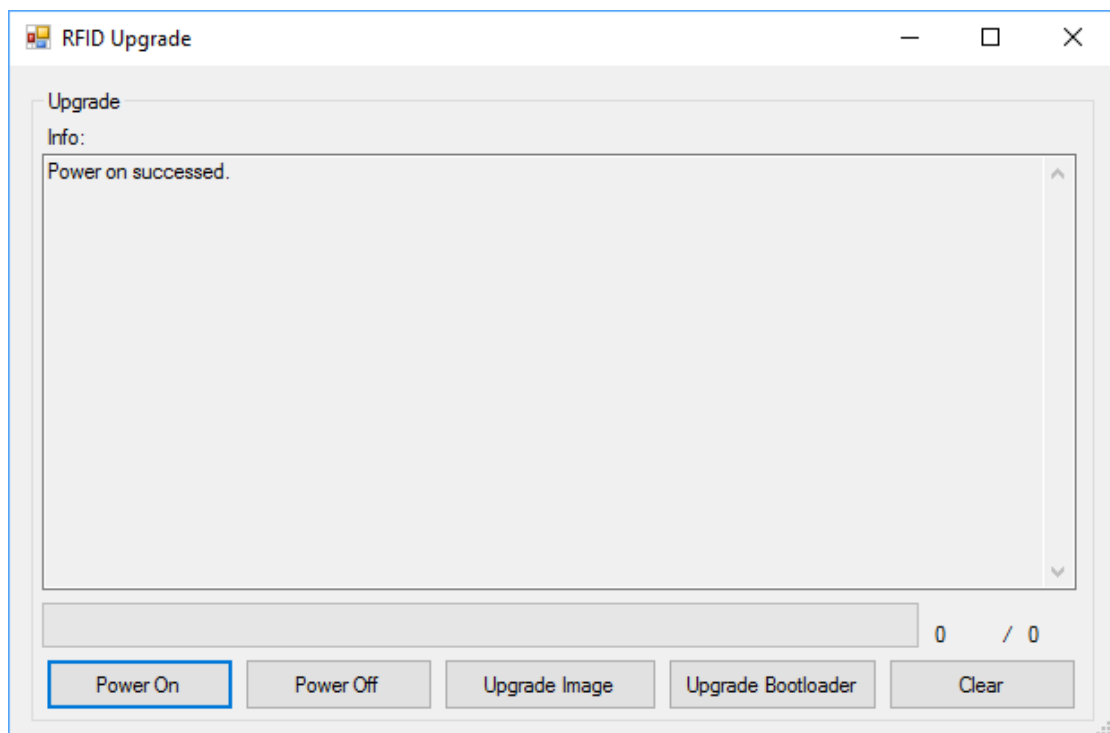 RFID Upgrade
Upgrade
Info:
Power on successed.
0 / 0
Power On Power Off Upgrade Image Upgrade Bootloader Clear